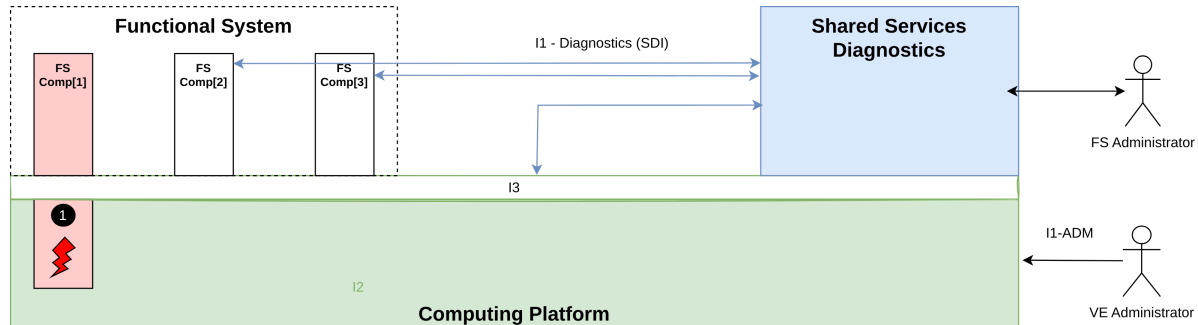 Functional System
Shared Services
Diagnostics
I1 - Diagnostics (SDI)
FS
Comp[1]
FS
Comp[2]
FS
Comp[3]
FS Administrator
I3
1
I1-ADM
I2
Computing Platform
VE Administrator